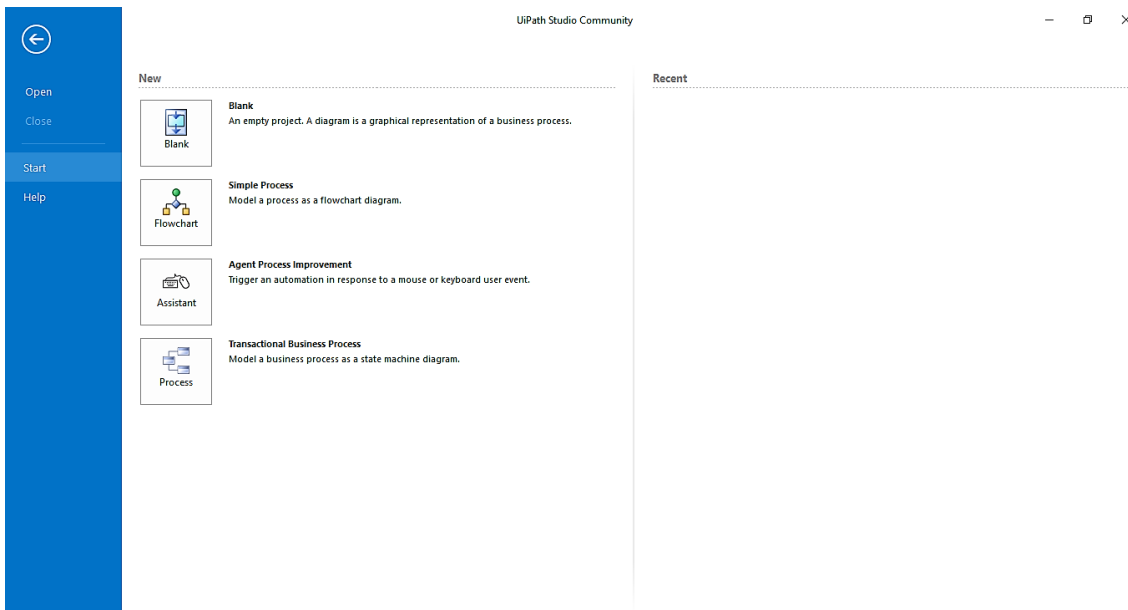 UiPath Studio Community
Open
Close
Start
Help
New
Blank
Blank
An empty project. A diagram is a graphical representation of a business process.
Flowchart
Simple Process
Model a process as a flowchart diagram.
Assistant
Agent Process Improvement
Trigger an automation in response to a mouse or keyboard user event.
Process
Transactional Business Process
Model a business process as a state machine diagram.
Recent